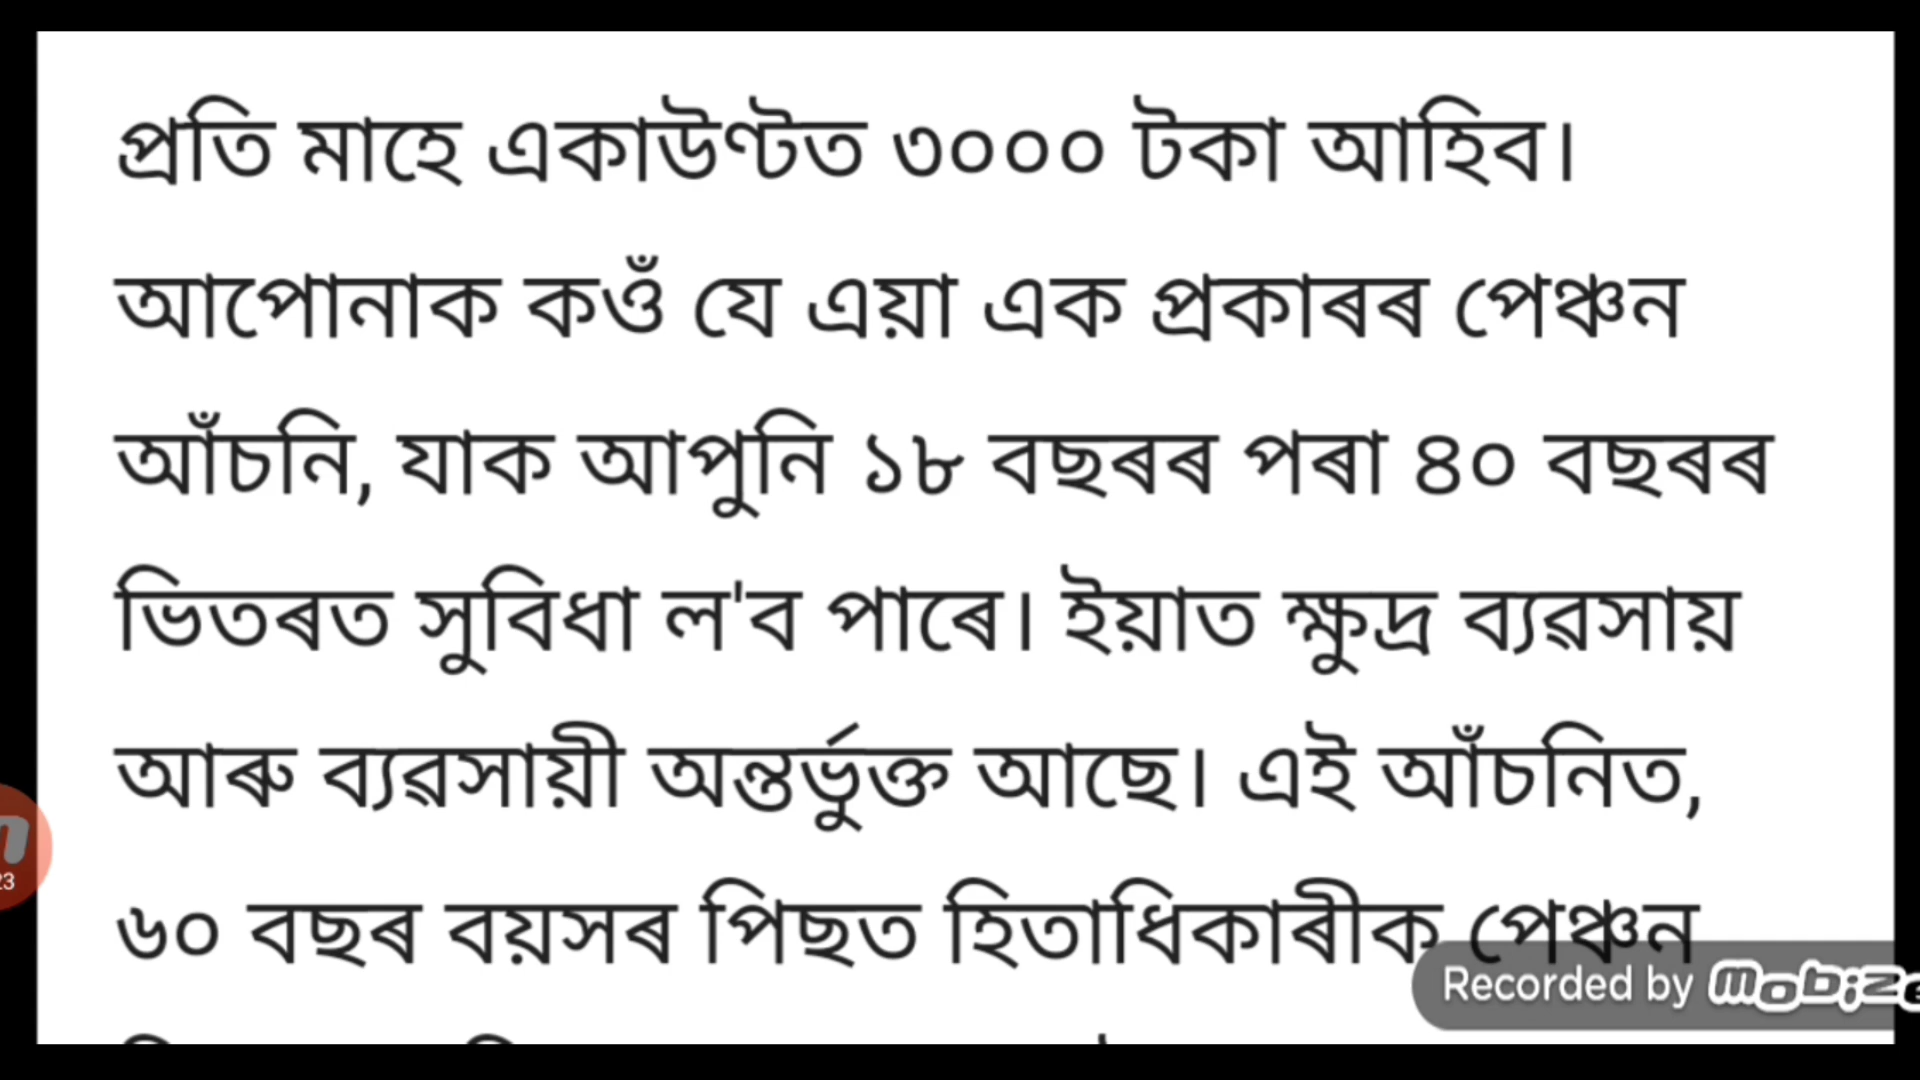 প্ৰতি মাহে একাউণ্টত ৩০০০ টকা আহিব।
আপোনাক কওঁ যে এয়া এক প্ৰকাৰৰ পেঞ্চন
আঁচনি, যাক আপুনি ১৮ বছৰৰ পৰা ৪০ বছৰৰ
ভিতৰত সুবিধা ল'ব পাৰে। ইয়াত ক্ষুদ্ৰ ব্যৱসায়
আৰু ব্যৱসায়ী অন্তৰ্ভুক্ত আছে। এই আঁচনিত,
23
৬০ বছৰ বয়সৰ পিছত হিতাধিকাৰীক পেঞ্চন
Recorded by